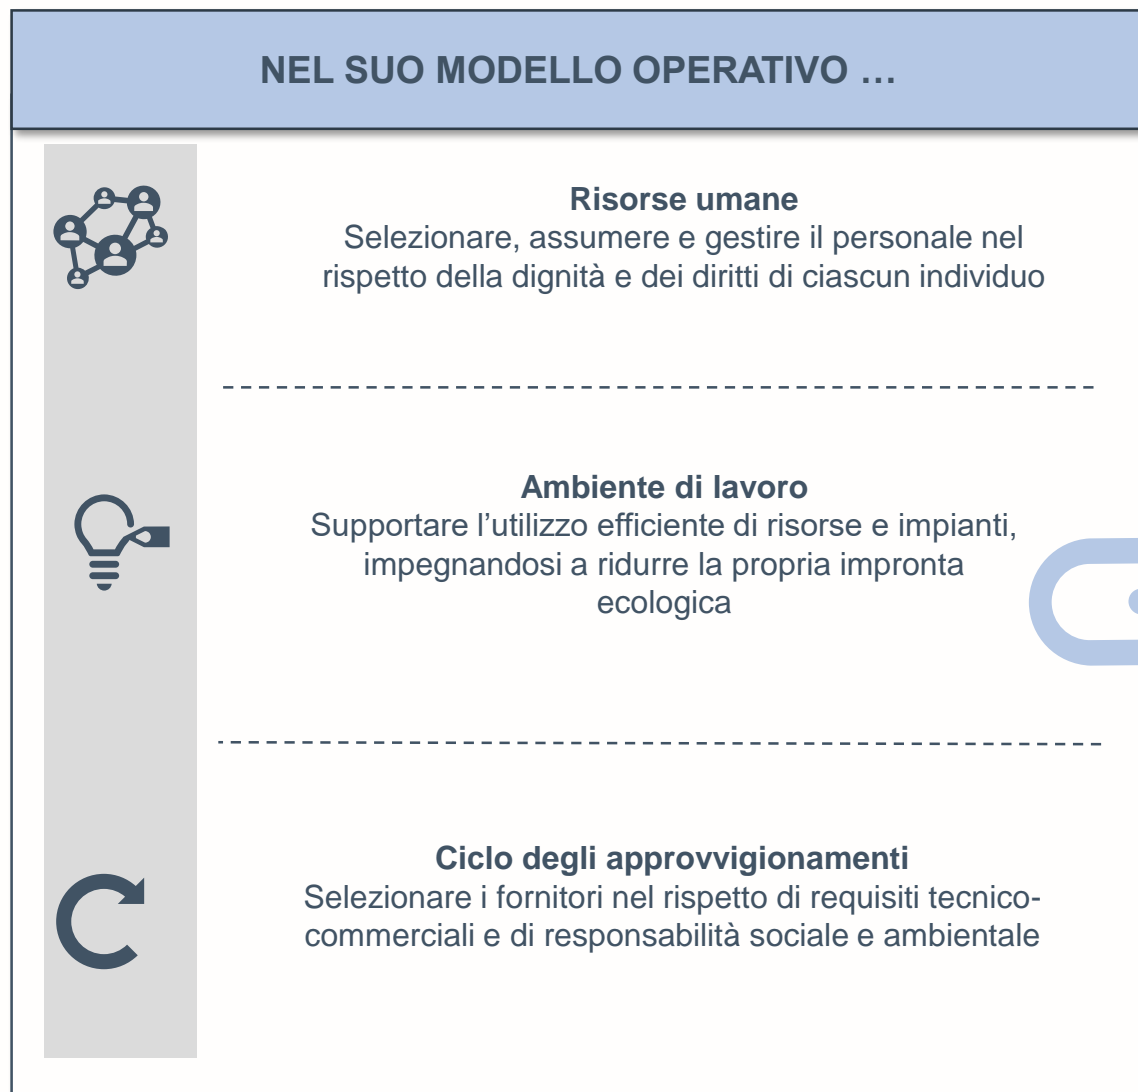 NEL SUO MODELLO OPERATIVO …
Risorse umane
Selezionare, assumere e gestire il personale nel
rispetto della dignità e dei diritti di ciascun individuo
Ambiente di lavoro
Supportare l’utilizzo efficiente di risorse e impianti,
impegnandosi a ridurre la propria impronta
ecologica
Ciclo degli approvvigionamenti
Selezionare i fornitori nel rispetto di requisiti tecnico-
commerciali e di responsabilità sociale e ambientale